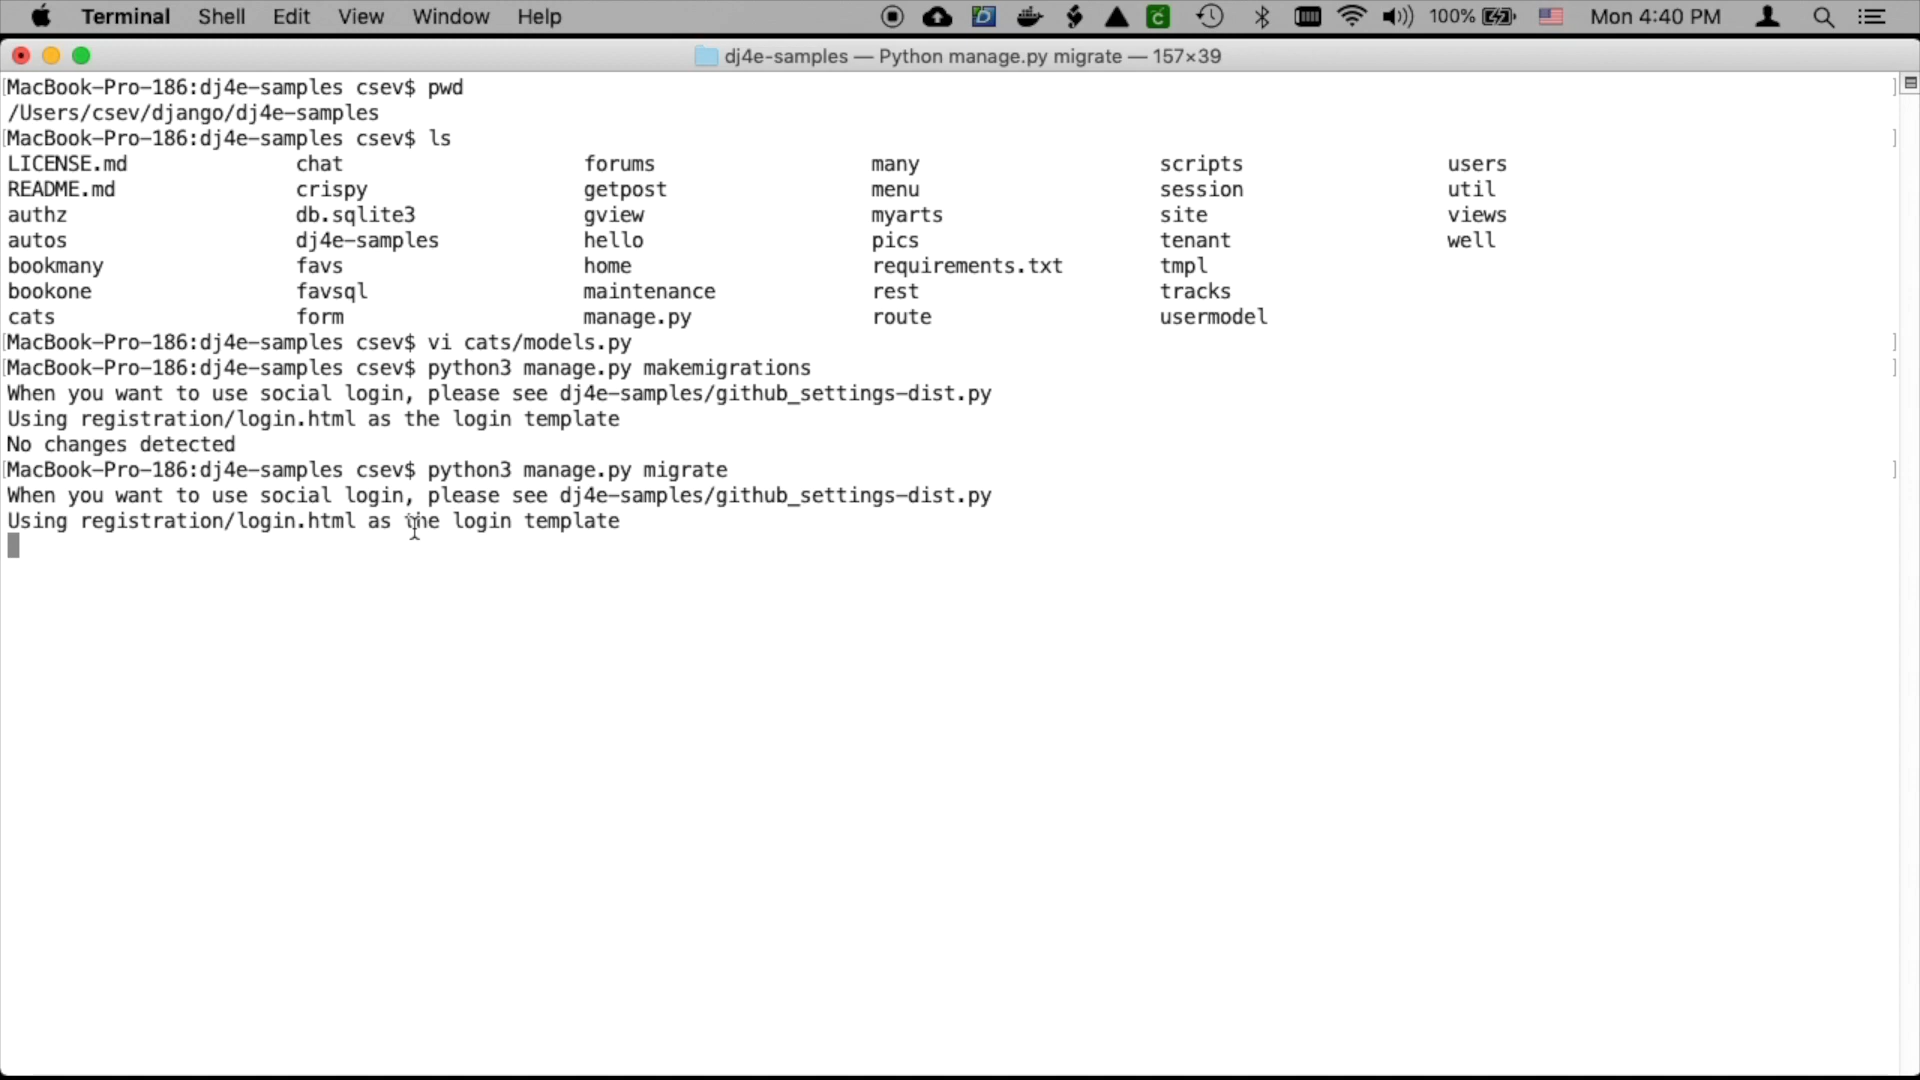 Terminal Shell Edit View Window Help 100% Mon 4:40 PM
dj4e-samples — Python manage.py migrate — 157×39
[MacBook-Pro-186:dj4e-samples csev$ pwd ]
/Users/csev/django/dj4e-samples
[MacBook-Pro-186:dj4e-samples csev$ ls ]
LICENSE.md chat forums many scripts users
README.md crispy getpost menu session util
authz db.sqlite3 gview myarts site views
autos dj4e-samples hello pics tenant well
bookmany favs home requirements.txt tmpl
bookone favsql maintenance rest tracks
cats form manage.py route usermodel
[MacBook-Pro-186:dj4e-samples csev$ vi cats/models.py ]
[MacBook-Pro-186:dj4e-samples csev$ python3 manage.py makemigrations ]
When you want to use social login, please see dj4e-samples/github_settings-dist.py
Using registration/login.html as the login template
No changes detected
[MacBook-Pro-186:dj4e-samples csev$ python3 manage.py migrate ]
When you want to use social login, please see dj4e-samples/github_settings-dist.py
Using registration/login.html as the login template